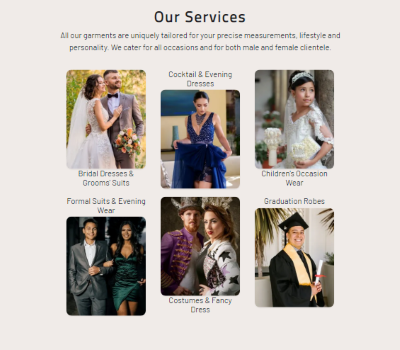 Our Services
All our garments are uniquely tailored for your precise measurements, lifestyle and
personality. We cater for all occasions and for both male and female clientele.
Cocktail & Evening
Dresses
Bridal Dresses &
Grooms' Suits
Children's Occasion
Wear
Formal Suits & Evening
Wear
Graduation Robes
Costumes & Fancy
Dress